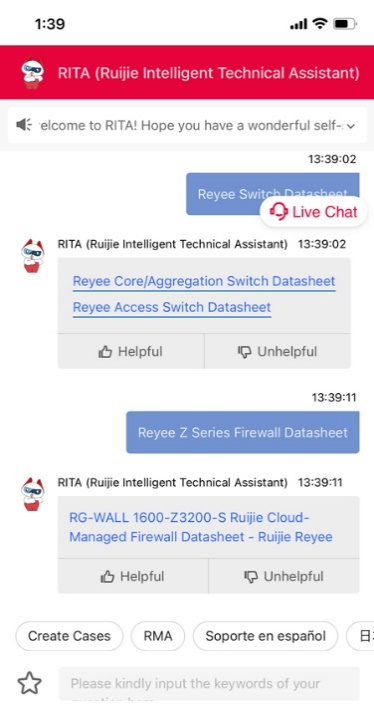 1:39
RITA (Ruijie Intelligent Technical Assistant)
elcome to RITA! Hope you have a wonderful self-
13:39:02
Reyee Switch Datasheet
Live Chat
RITA (Ruijie Intelligent Technical Assistant) 13:39:02
Reyee Core/Aggregation Switch Datasheet
Reyee Access Switch Datasheet
Helpful Unhelpful
13:39:11
Reyee Z Series Firewall Datasheet
RITA (Ruijie Intelligent Technical Assistant) 13:39:11
RG-WALL 1600-Z3200-S Ruijie Cloud-
Managed Firewall Datasheet - Ruijie Reyee
Helpful Unhelpful
Create Cases RMA Soporte en español 日
Please kindly input the keywords of your